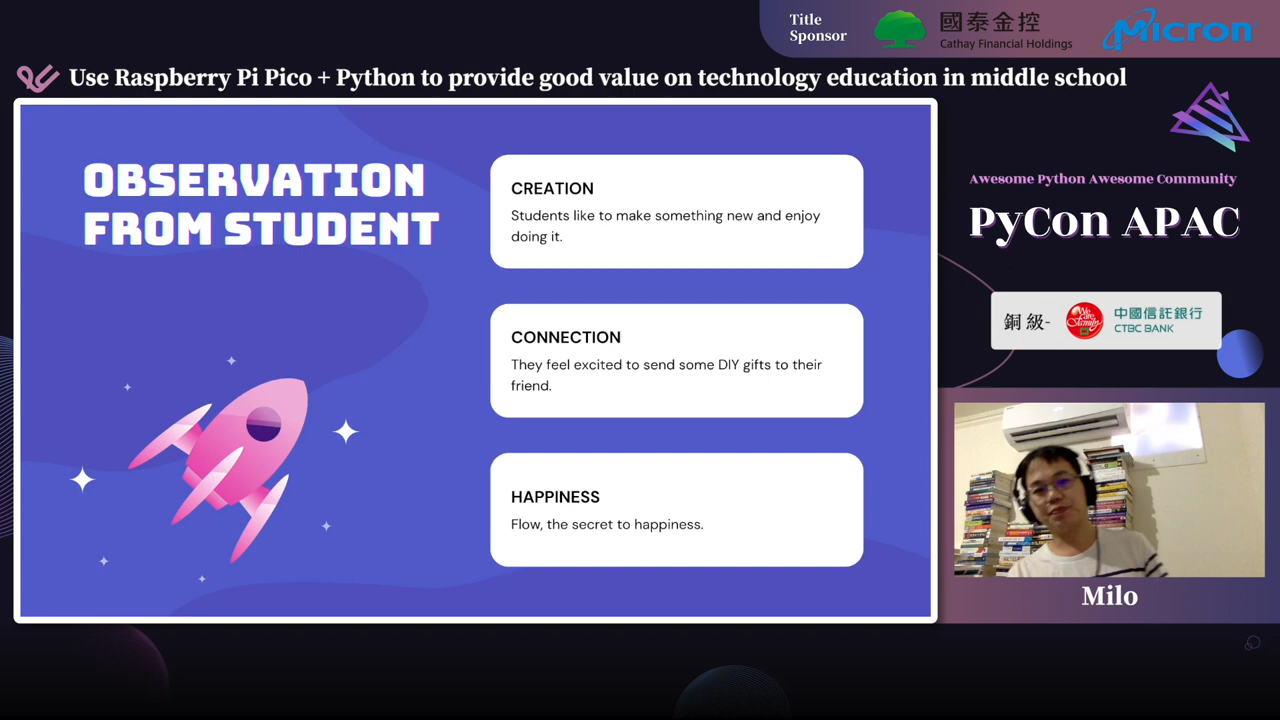 Title
Sponsor
國泰金控
Cathay Financial Holdings
Micron
Use Raspberry Pi Pico + Python to provide good value on technology education in middle school
OBSERVATION
FROM STUDENT
CREATION
Students like to make something new and enjoy
doing it.
CONNECTION
They feel excited to send some DIY gifts to their
friend.
HAPPINESS
Flow, the secret to happiness.
Awesome Python Awesome Community
PyCon APAC
銅級-
We are family
中國信託銀行
CTBC BANK
Milo